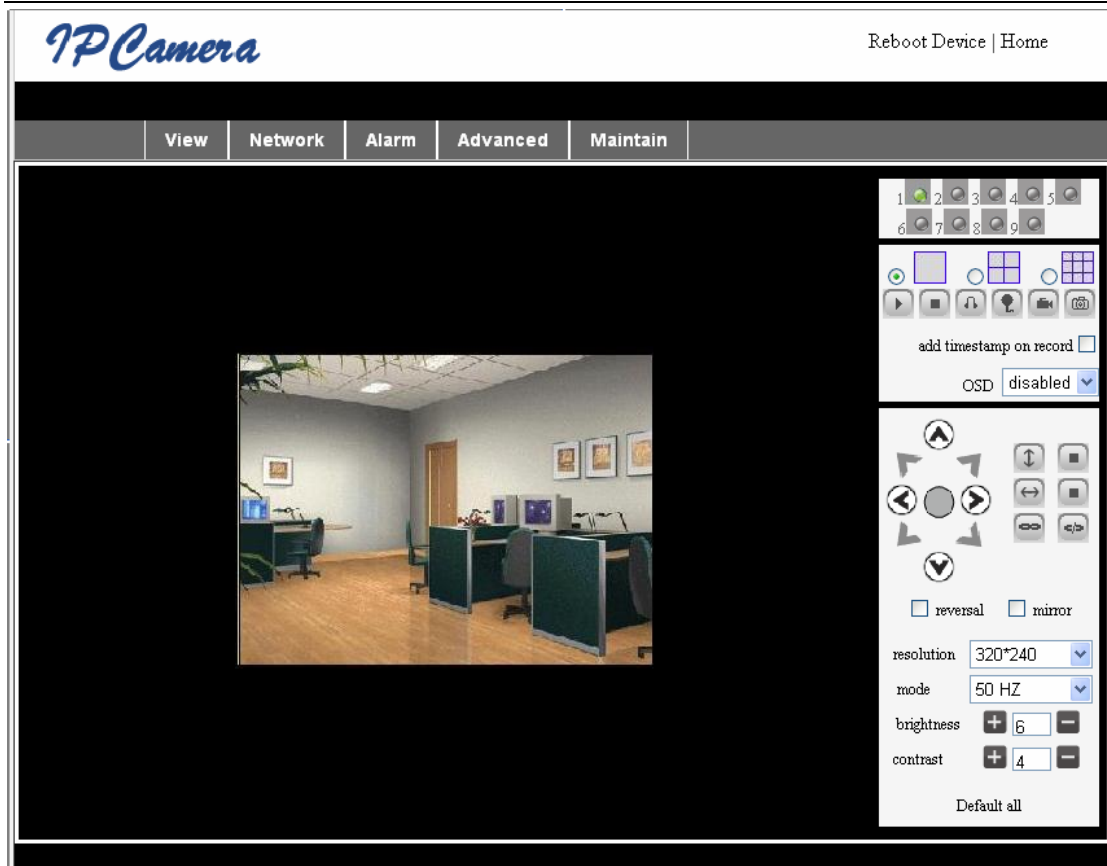 IPCamera
Reboot Device | Home
View Network Alarm Advanced Maintain
1 2 3 4 5
6 7 8 9
add timestamp on record
OSD disabled
reversal mirror
resolution 320*240
mode 50 HZ
brightness + 6 -
contrast + 4 -
Default all